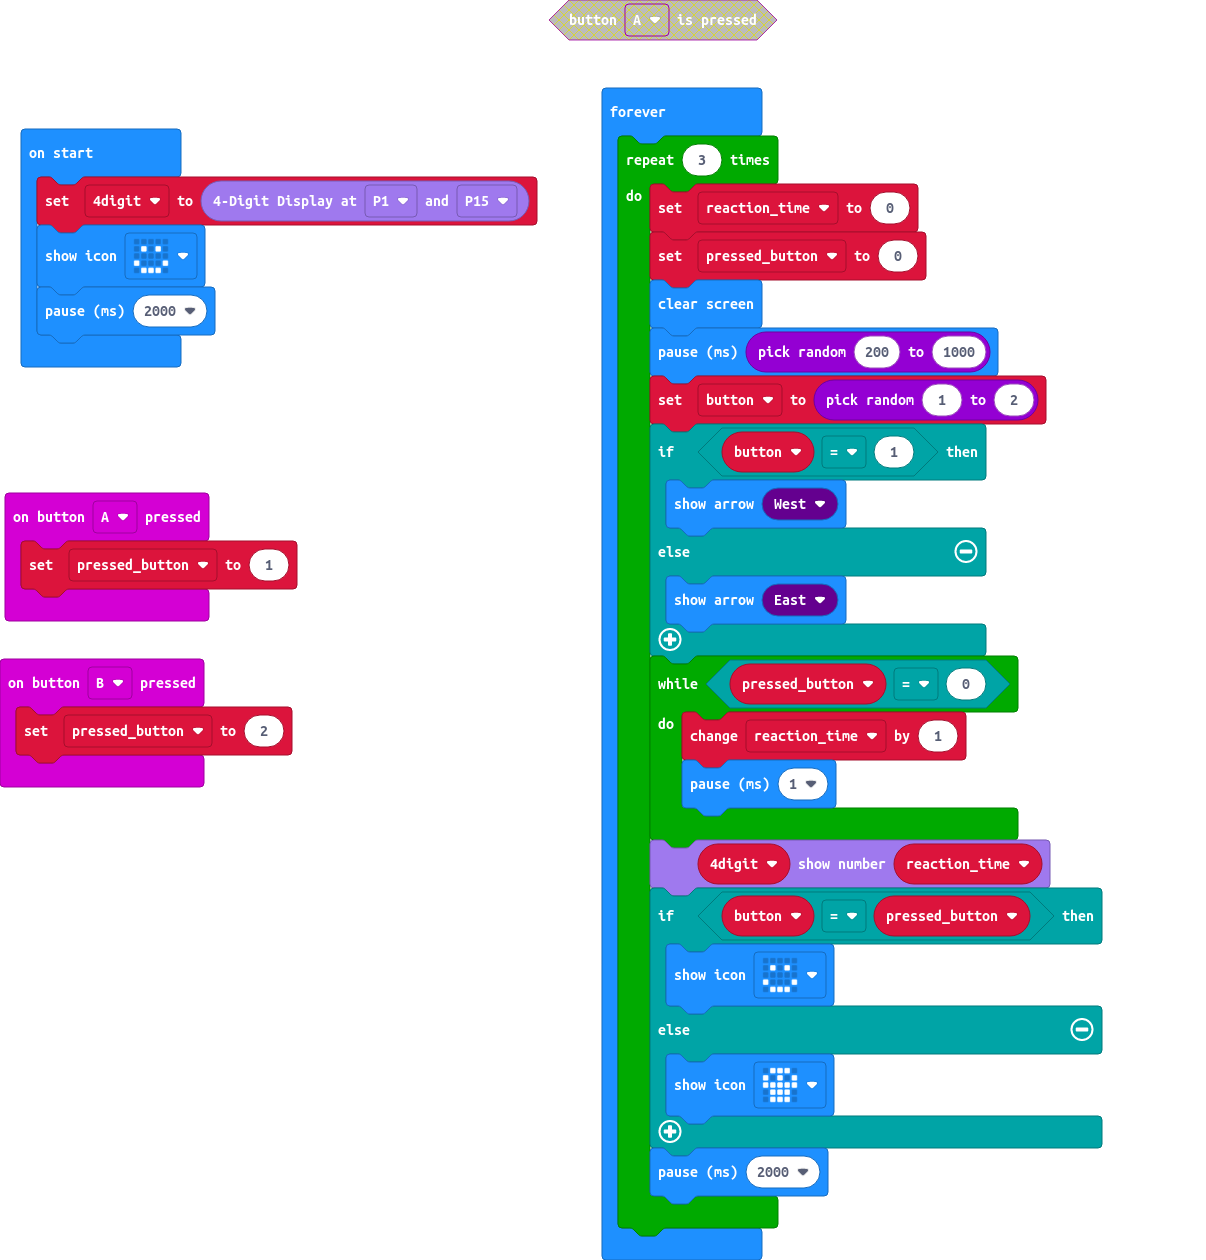 button A is pressed
on start
set 4digit to 4-Digit Display at P1 and P15
show icon
pause (ms) 2000
on button A pressed
set pressed_button to 1
on button B pressed
set pressed_button to 2
forever
repeat 3 times
do
set reaction_time to 0
set pressed_button to 0
clear screen
pause (ms) pick random 200 to 1000
set button to pick random 1 to 2
if button = 1 then
show arrow West
else
show arrow East
while pressed_button = 0
do
change reaction_time by 1
pause (ms) 1
4digit show number reaction_time
if button = pressed_button then
show icon
else
show icon
pause (ms) 2000